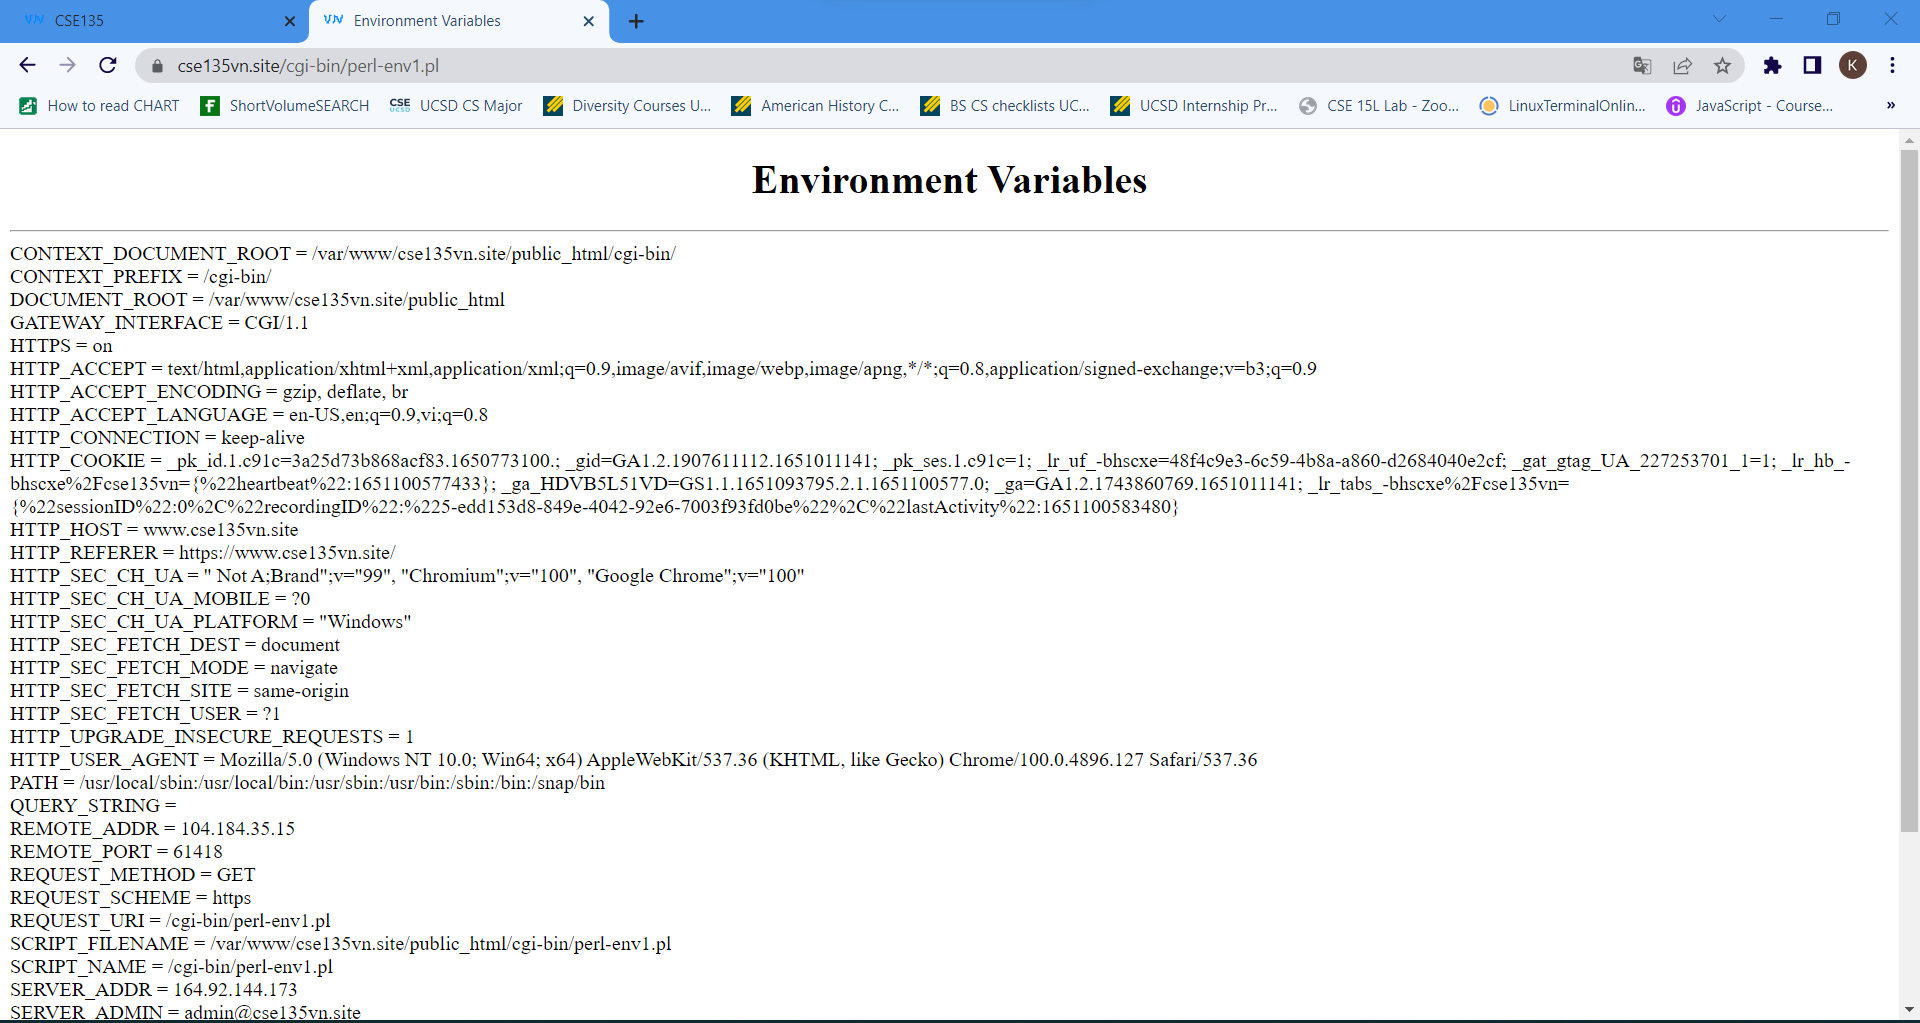 CSE135
Environment Variables
cse135vn.site/cgi-bin/perl-env1.pl
K
How to read CHART
ShortVolumeSEARCH
UCSD CS Major
Diversity Courses U...
American History C...
BS CS checklists UC...
UCSD Internship Pr...
CSE 15L Lab - Zoo...
LinuxTerminalOnlin...
JavaScript - Course...
»
Environment Variables
CONTEXT_DOCUMENT_ROOT = /var/www/cse135vn.site/public_html/cgi-bin/
CONTEXT_PREFIX = /cgi-bin/
DOCUMENT_ROOT = /var/www/cse135vn.site/public_html
GATEWAY_INTERFACE = CGI/1.1
HTTPS = on
HTTP_ACCEPT = text/html,application/xhtml+xml,application/xml;q=0.9,image/avif,image/webp,image/apng,*/*;q=0.8,application/signed-exchange;v=b3;q=0.9
HTTP_ACCEPT_ENCODING = gzip, deflate, br
HTTP_ACCEPT_LANGUAGE = en-US,en;q=0.9,vi;q=0.8
HTTP_CONNECTION = keep-alive
HTTP_COOKIE = _pk_id.1.c91c=3a25d73b868acf83.1650773100.; _gid=GA1.2.1907611112.1651011141; _pk_ses.1.c91c=1; _lr_uf_-bhscxe=48f4c9e3-6c59-4b8a-a860-d2684040e2cf; _gat_gtag_UA_227253701_1=1; _lr_hb_-
bhscxe%2Fcse135vn={%22heartbeat%22:1651100577433}; _ga_HDVB5L51VD=GS1.1.1651093795.2.1.1651100577.0; _ga=GA1.2.1743860769.1651011141; _lr_tabs_-bhscxe%2Fcse135vn=
{%22sessionID%22:0%2C%22recordingID%22:%225-edd153d8-849e-4042-92e6-7003f93fd0be%22%2C%22lastActivity%22:1651100583480}
HTTP_HOST = www.cse135vn.site
HTTP_REFERER = https://www.cse135vn.site/
HTTP_SEC_CH_UA = " Not A;Brand";v="99", "Chromium";v="100", "Google Chrome";v="100"
HTTP_SEC_CH_UA_MOBILE = ?0
HTTP_SEC_CH_UA_PLATFORM = "Windows"
HTTP_SEC_FETCH_DEST = document
HTTP_SEC_FETCH_MODE = navigate
HTTP_SEC_FETCH_SITE = same-origin
HTTP_SEC_FETCH_USER = ?1
HTTP_UPGRADE_INSECURE_REQUESTS = 1
HTTP_USER_AGENT = Mozilla/5.0 (Windows NT 10.0; Win64; x64) AppleWebKit/537.36 (KHTML, like Gecko) Chrome/100.0.4896.127 Safari/537.36
PATH = /usr/local/sbin:/usr/local/bin:/usr/sbin:/usr/bin:/sbin:/bin:/snap/bin
QUERY_STRING =
REMOTE_ADDR = 104.184.35.15
REMOTE_PORT = 61418
REQUEST_METHOD = GET
REQUEST_SCHEME = https
REQUEST_URI = /cgi-bin/perl-env1.pl
SCRIPT_FILENAME = /var/www/cse135vn.site/public_html/cgi-bin/perl-env1.pl
SCRIPT_NAME = /cgi-bin/perl-env1.pl
SERVER_ADDR = 164.92.144.173
SERVER_ADMIN = admin@cse135vn.site